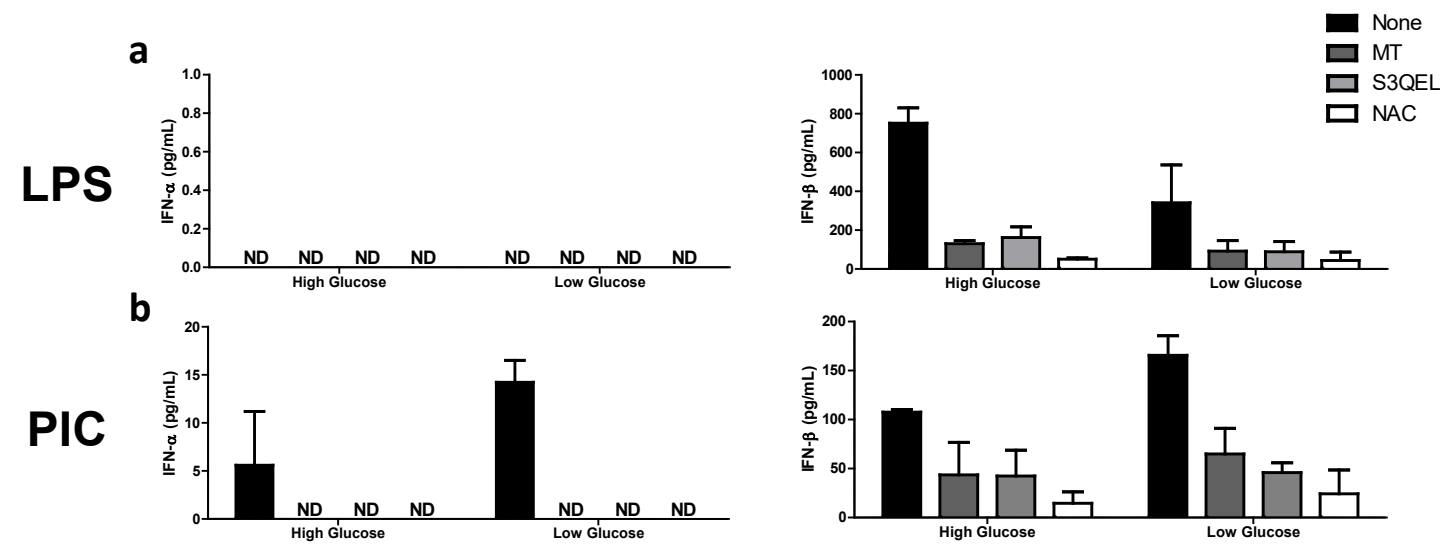 a
LPS
IFN-α (pg/mL)
1.0
0.8
0.6
0.4
0.2
0.0
ND ND ND ND ND ND ND ND
High Glucose Low Glucose
IFN-β (pg/mL)
1000
800
600
400
200
0
High Glucose Low Glucose
None
MT
S3QEL
NAC
b
PIC
IFN-α (pg/mL)
20
15
10
5
0
ND ND ND ND ND ND
High Glucose Low Glucose
IFN-β (pg/mL)
200
150
100
50
0
High Glucose Low Glucose